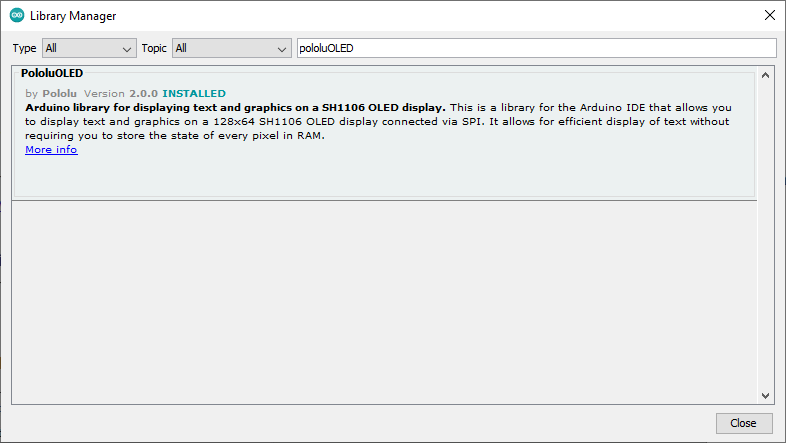 Library Manager
Type All Topic All pololuOLED
PololuOLED
by Pololu Version 2.0.0 INSTALLED
Arduino library for displaying text and graphics on a SH1106 OLED display. This is a library for the Arduino IDE that allows you
to display text and graphics on a 128x64 SH1106 OLED display connected via SPI. It allows for efficient display of text without
requiring you to store the state of every pixel in RAM.
More info
Close